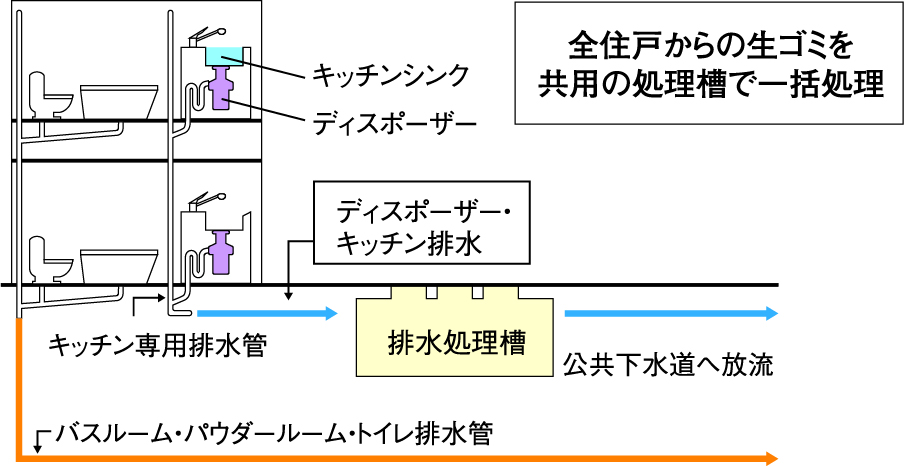 全住戸からの生ゴミを
共用の処理槽で一括処理
キッチンシンク
ディスポーザー
ディスポーザー・
キッチン排水
キッチン専用排水管
排水処理槽
公共下水道へ放流
バスルーム・パウダールーム・トイレ排水管